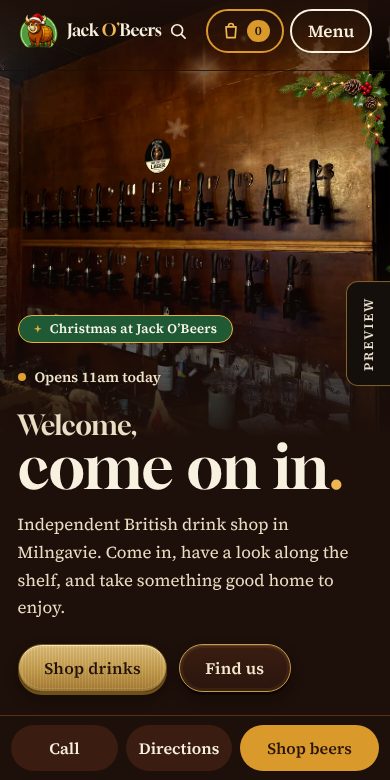 Jack O'Beers
0
Menu
LAGER
Christmas at Jack O'Beers
PREVIEW
Opens 11am today
Welcome,
come on in.
Independent British drink shop in
Milngavie. Come in, have a look along the
shelf, and take something good home to
enjoy.
Shop drinks
Find us
Call
Directions
Shop beers